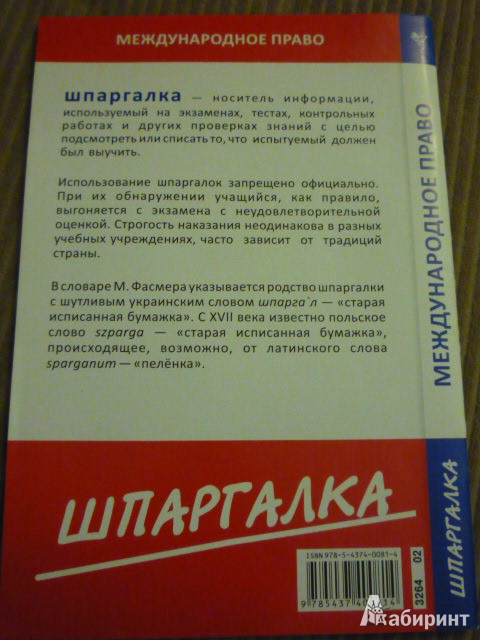 МЕЖДУНАРОДНОЕ ПРАВО
шпаргалка — носитель информации,
используемый на экзаменах, тестах, контрольных
работах и других проверках знаний с целью
подсмотреть или списать то, что испытуемый должен
был выучить.
Использование шпаргалок запрещено официально.
При их обнаружении учащийся, как правило,
выгоняется с экзамена с неудовлетворительной
оценкой. Строгость наказания неодинакова в разных
учебных учреждениях, часто зависит от традиций
страны.
В словаре М. Фасмера указывается родство шпаргалки
с шутливым украинским словом шпарга`л — «старая
исписанная бумажка». С XVII века известно польское
слово szparga — «старая исписанная бумажка»,
происходящее, возможно, от латинского слова
sparganum — «пелёнка».
ШПАРГАЛКА
ISBN 978-5-4374-0081-4
3264 02
МЕЖДУНАРОДНОЕ ПРАВО
ШПАРГАЛКА
Лабиринт